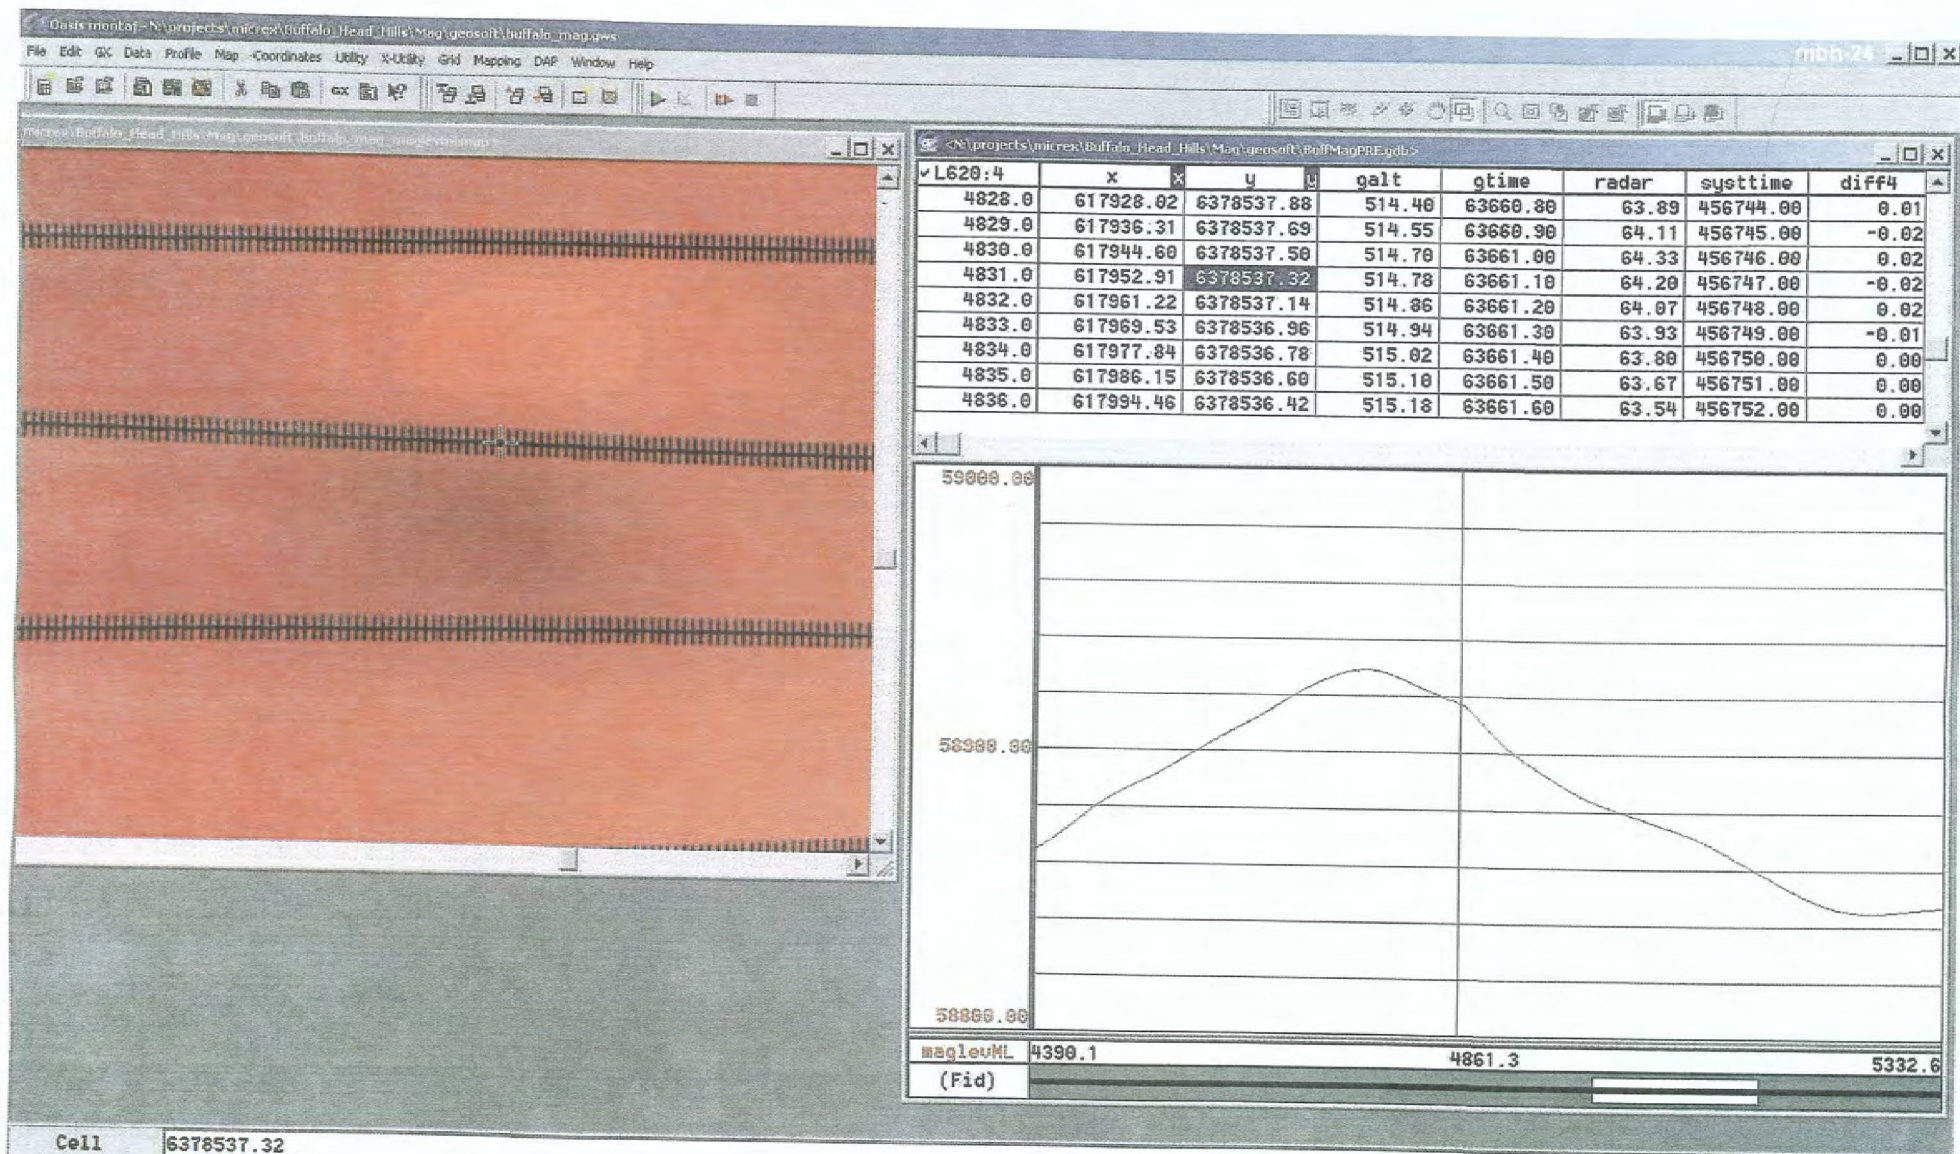 Oasis montaj - N:\projects\micrex\Buffalo_Head_Hills\Mag\geosoft\buffalo_mag.gws
mbh-24
File Edit GX Data Profile Map Coordinates Utility X-Utility Grid Mapping DAP Window Help
GX
micrex\Buffalo_Head_Hills\Mag\geosoft\buffalo_mag_maglevml.map
<N:\projects\micrex\Buffalo_Head_Hills\Mag\geosoft\BuffMagPRE.gdb>
L620:4 x x y y galt gtime radar systtime diff4
4828.0 617928.02 6378537.88 514.40 63660.80 63.89 456744.00 0.01
4829.0 617936.31 6378537.69 514.55 63660.90 64.11 456745.00 -0.02
4830.0 617944.60 6378537.50 514.70 63661.00 64.33 456746.00 0.02
4831.0 617952.91 6378537.32 514.78 63661.10 64.20 456747.00 -0.02
4832.0 617961.22 6378537.14 514.86 63661.20 64.07 456748.00 0.02
4833.0 617969.53 6378536.96 514.94 63661.30 63.93 456749.00 -0.01
4834.0 617977.84 6378536.78 515.02 63661.40 63.80 456750.00 0.00
4835.0 617986.15 6378536.60 515.10 63661.50 63.67 456751.00 0.00
4836.0 617994.46 6378536.42 515.18 63661.60 63.54 456752.00 0.00
59000.00
58900.00
58800.00
maglevML 4390.1 4861.3 5332.6
(Fid)
Cell 6378537.32